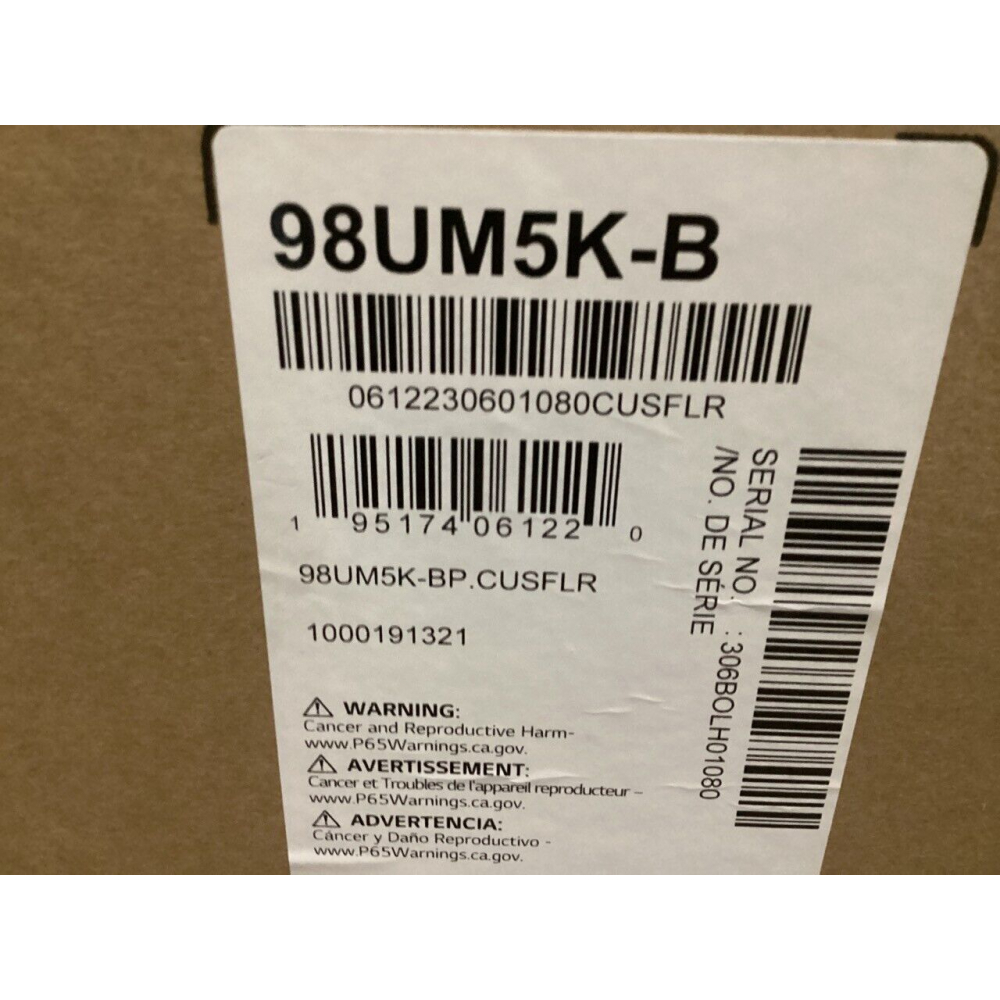 98UM5K-B
0612230601080CUSFLR
1 95174 06122 0
98UM5K-BP.CUSFLR
1000191321
SERIAL NO. : 306BOLH01080
/NO. DE SÉRIE
⚠ WARNING:
Cancer and Reproductive Harm-
www.P65Warnings.ca.gov.
⚠ AVERTISSEMENT:
Cancer et Troubles de l'appareil reproducteur –
www.P65Warnings.ca.gov.
⚠ ADVERTENCIA:
Cáncer y Daño Reproductivo -
www.P65Warnings.ca.gov.